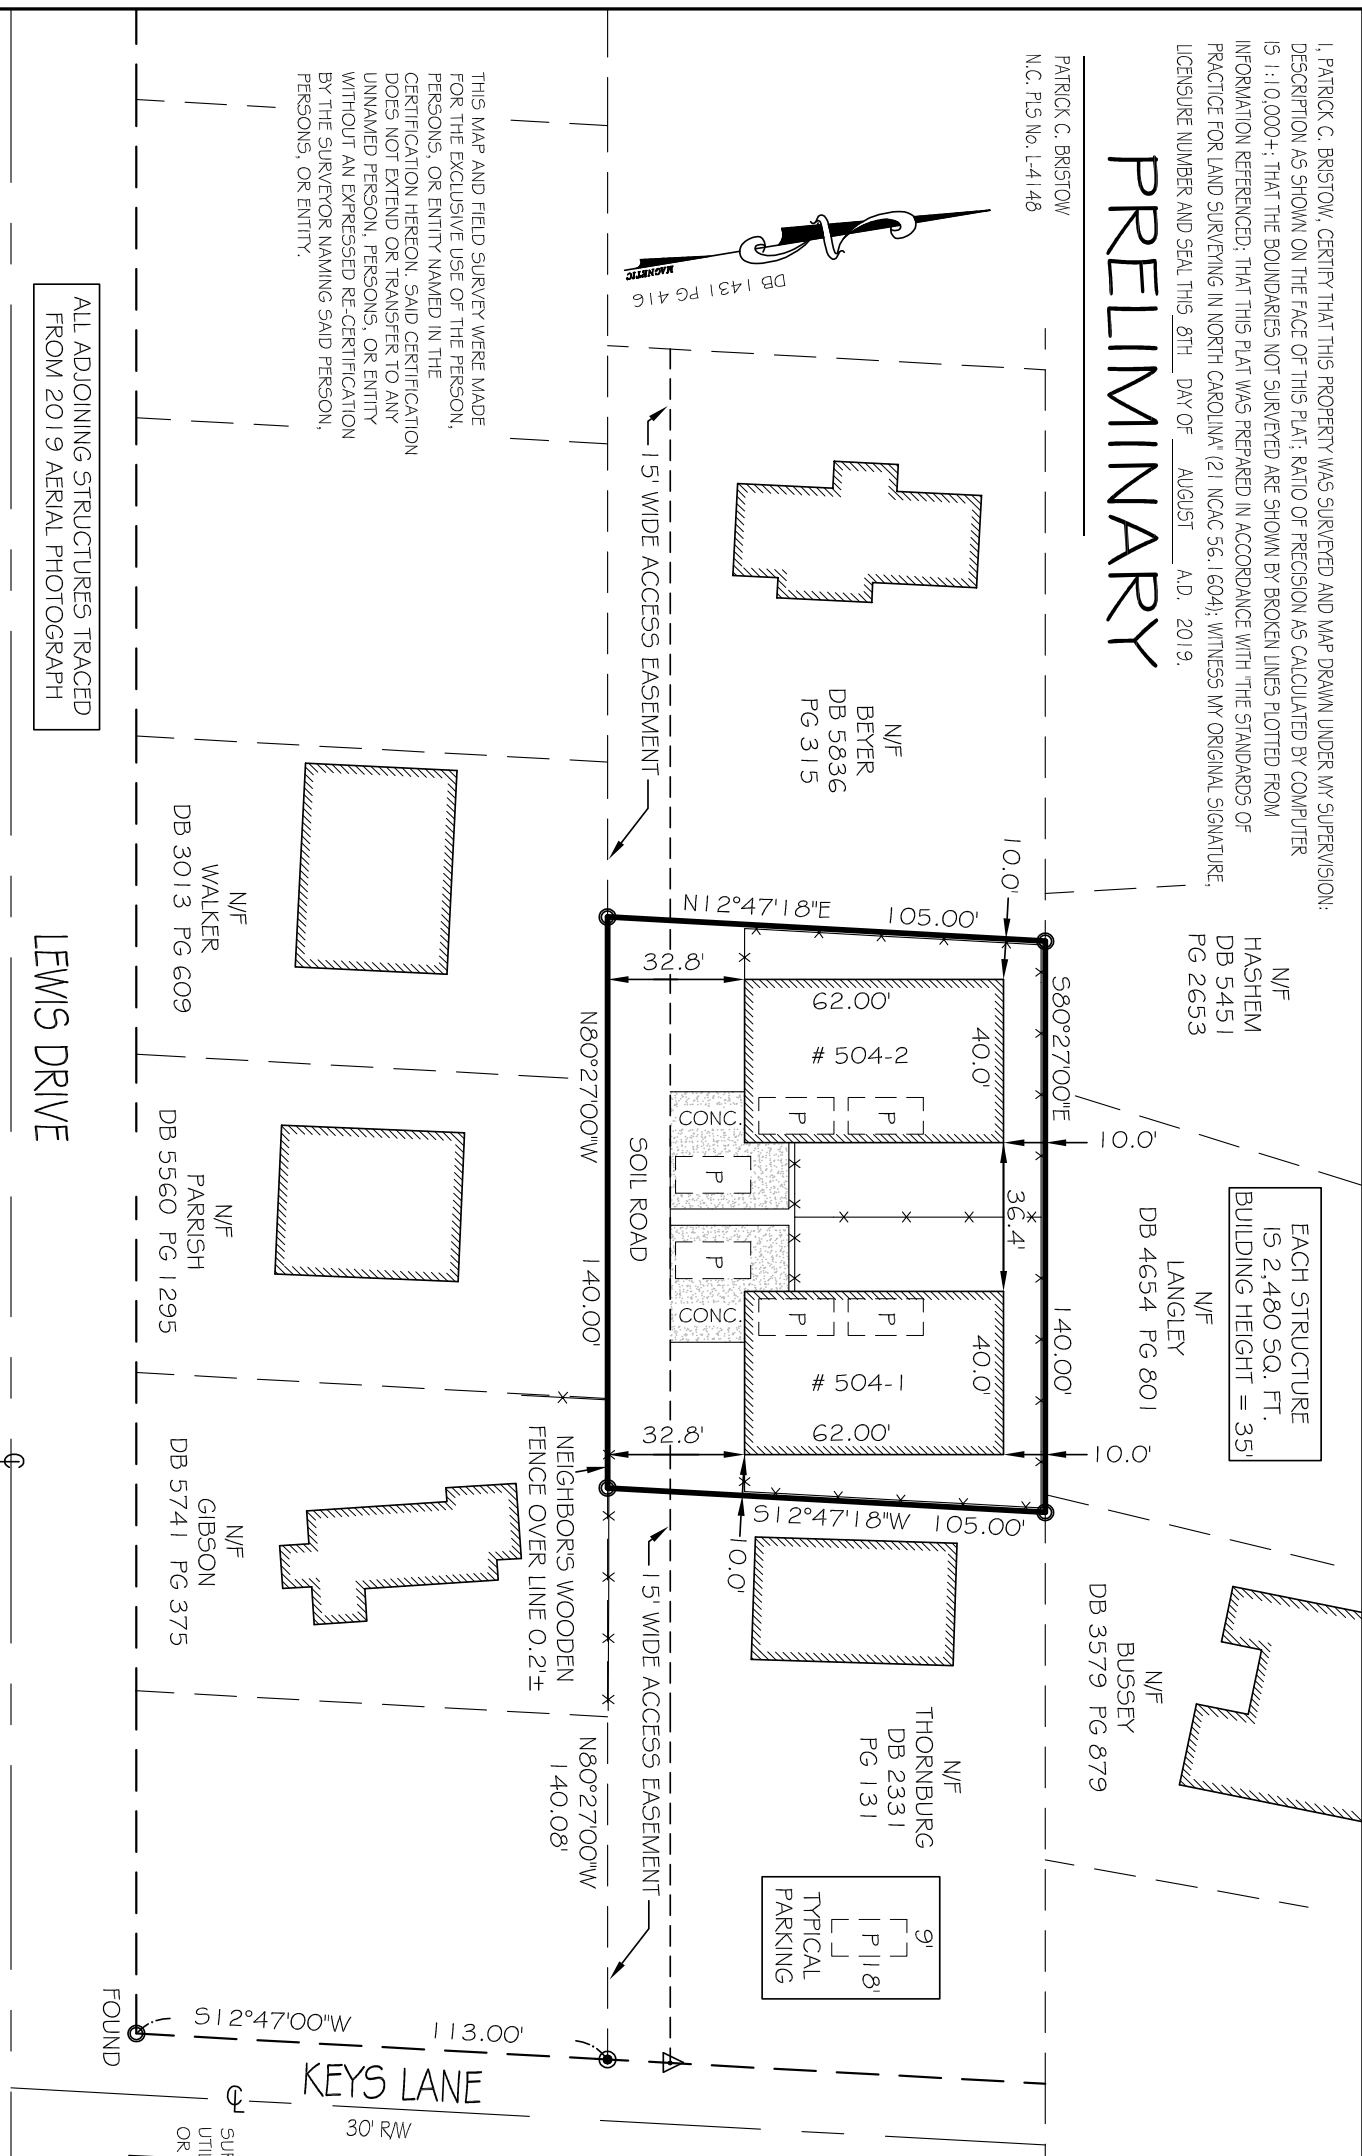 I, PATRICK C. BRISTOW, CERTIFY THAT THIS PROPERTY WAS SURVEYED AND MAP DRAWN UNDER MY SUPERVISION:
DESCRIPTION AS SHOWN ON THE FACE OF THIS PLAT; RATIO OF PRECISION AS CALCULATED BY COMPUTER
IS 1:10,000+; THAT THE BOUNDARIES NOT SURVEYED ARE SHOWN BY BROKEN LINES PLOTTED FROM
INFORMATION REFERENCED; THAT THIS PLAT WAS PREPARED IN ACCORDANCE WITH "THE STANDARDS OF
PRACTICE FOR LAND SURVEYING IN NORTH CAROLINA" (21 NCAC 56.1604); WITNESS MY ORIGINAL SIGNATURE,
LICENSURE NUMBER AND SEAL THIS 8TH DAY OF AUGUST A.D. 2019.
PRELIMINARY
PATRICK C. BRISTOW
N.C. PLS No. L-4148
MAGNETIC
DB 1431 PG 416
THIS MAP AND FIELD SURVEY WERE MADE
FOR THE EXCLUSIVE USE OF THE PERSON,
PERSONS, OR ENTITY NAMED IN THE
CERTIFICATION HEREON. SAID CERTIFICATION
DOES NOT EXTEND OR TRANSFER TO ANY
UNNAMED PERSON, PERSONS, OR ENTITY
WITHOUT AN EXPRESSED RE-CERTIFICATION
BY THE SURVEYOR NAMING SAID PERSON,
PERSONS, OR ENTITY.
ALL ADJOINING STRUCTURES TRACED
FROM 2019 AERIAL PHOTOGRAPH
15' WIDE ACCESS EASEMENT
N/F
BEYER
DB 5836
PG 315
N/F
HASHEM
DB 5451
PG 2653
N/F
LANGLEY
DB 4654 PG 801
EACH STRUCTURE
IS 2,480 SQ. FT.
BUILDING HEIGHT = 35'
N/F
BUSSEY
DB 3579 PG 879
N/F
THORNBURG
DB 2331
PG 131
9'
P 18'
TYPICAL
PARKING
10.0'
N12°47'18"E 105.00'
S80°27'00"E 140.00'
32.8'
62.00'
# 504-2
40.0'
P
P
CONC.
P
10.0'
36.4'
P
CONC.
P
P
40.0'
# 504-1
62.00'
32.8'
10.0'
S12°47'18"W 105.00'
10.0'
SOIL ROAD
N80°27'00"W 140.00'
NEIGHBORS WOODEN
FENCE OVER LINE 0.2'±
15' WIDE ACCESS EASEMENT
N80°27'00"W
140.08'
N/F
WALKER
DB 3013 PG 609
N/F
PARRISH
DB 5560 PG 1295
N/F
GIBSON
DB 5741 PG 375
LEWIS DRIVE
FOUND
S12°47'00"W 113.00'
KEYS LANE
30' R/W
SUR
UTIL
OR